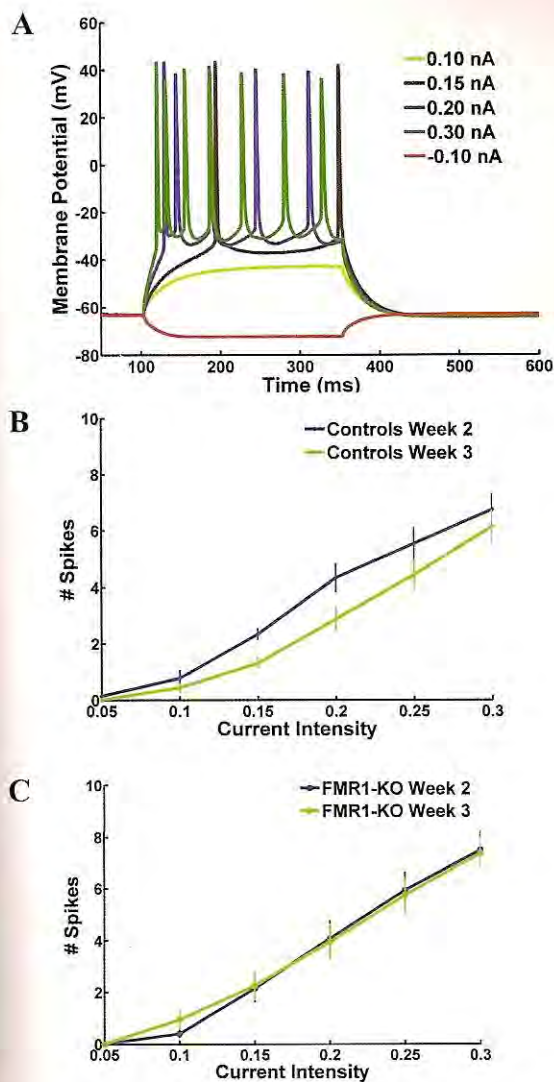 A
60
40
20
0
-20
-40
-60
-80
Membrane Potential (mV)
0.10 nA
0.15 nA
0.20 nA
0.30 nA
-0.10 nA
100
200
300
400
500
600
Time (ms)
B
10
8
6
4
2
0
# Spikes
Controls Week 2
Controls Week 3
0.05
0.1
0.15
0.2
0.25
0.3
Current Intensity
C
10
8
6
4
2
0
# Spikes
FMR1-KO Week 2
FMR1-KO Week 3
0.05
0.1
0.15
0.2
0.25
0.3
Current Intensity